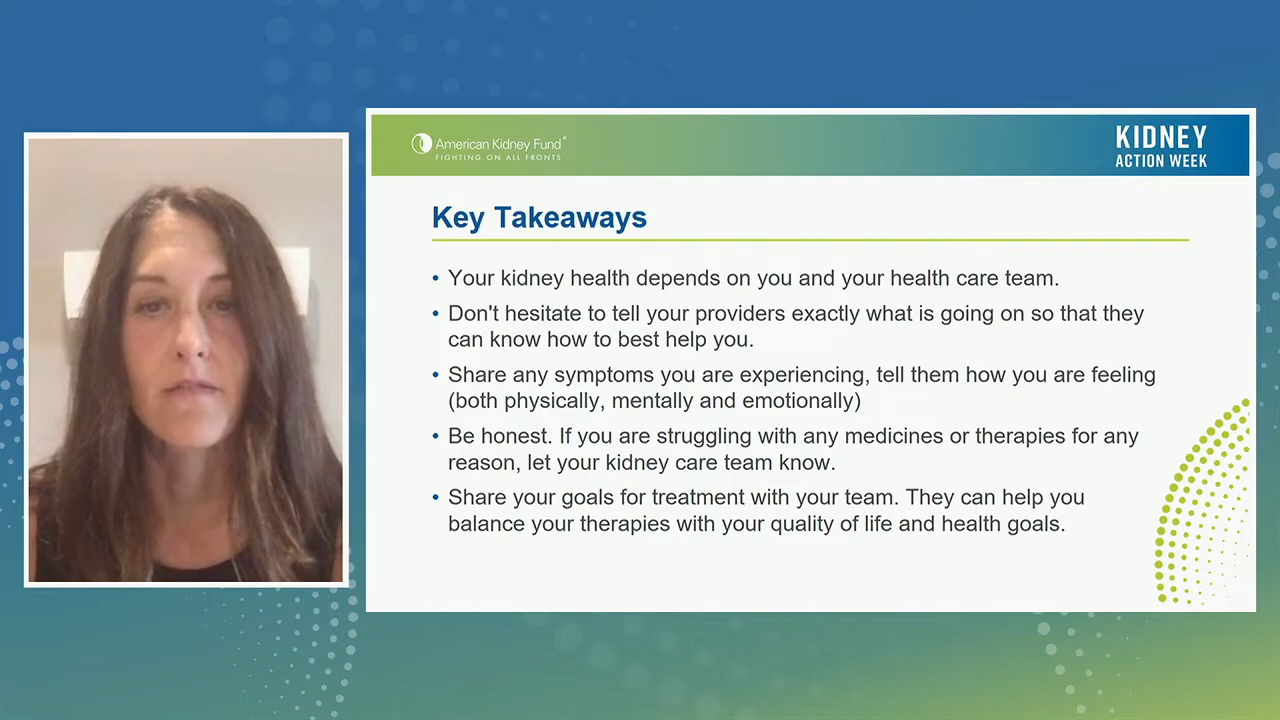 American Kidney Fund®
FIGHTING ON ALL FRONTS
KIDNEY
ACTION WEEK
Key Takeaways
• Your kidney health depends on you and your health care team.
• Don't hesitate to tell your providers exactly what is going on so that they
can know how to best help you.
• Share any symptoms you are experiencing, tell them how you are feeling
(both physically, mentally and emotionally)
• Be honest. If you are struggling with any medicines or therapies for any
reason, let your kidney care team know.
• Share your goals for treatment with your team. They can help you
balance your therapies with your quality of life and health goals.